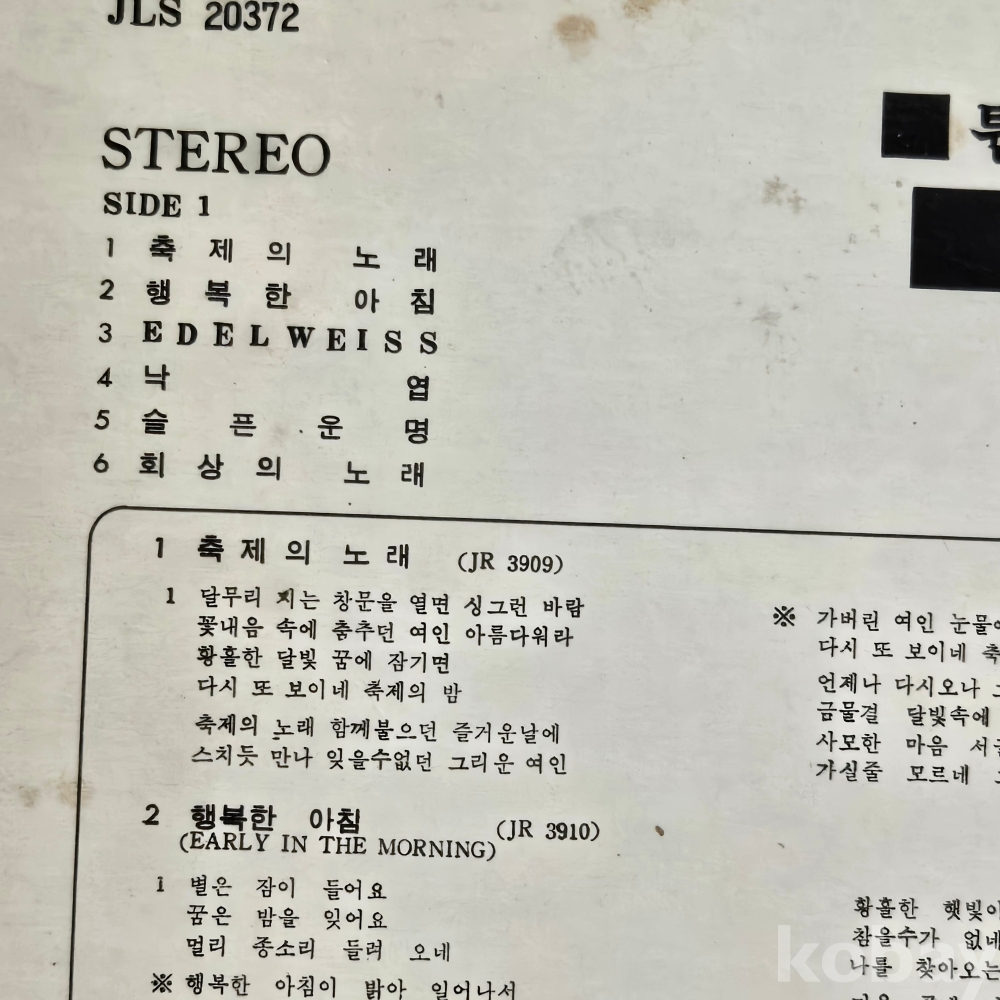 JLS 20372
STEREO
SIDE 1
1 축제의 노래
2 행복한 아침
3 EDELWEISS
4 낙엽
5 슬픈 운명
6 회상의 노래
1 축제의 노래 (JR 3909)
1 달무리 지는 창문을 열면 싱그런 바람
꽃내음 속에 춤추던 여인 아름다워라
황홀한 달빛 꿈에 잠기면
다시 또 보이네 축제의 밤
축제의 노래 함께불으던 즐거운날에
스치듯 만나 잊을수없던 그리운 여인
※ 가버린 여인 눈물에
다시 또 보이네
언제나 다시오나
금물결 달빛속에
사모한 마음
가실줄 모르네
2 행복한 아침 (JR 3910)
(EARLY IN THE MORNING)
1 별은 잠이 들어요
꿈은 밤을 잊어요
멀리 종소리 들려 오네
※ 행복한 아침이 밝아 일어나서
황홀한 햇빛이
참을수가 없네
나를 찾아오는
kobay